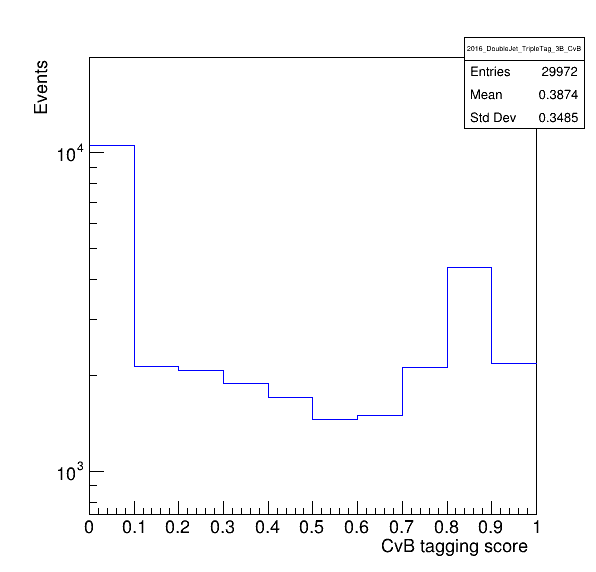 2016_DoubleJet_TripleTag_3B_CvB
Entries 29972
Mean 0.3874
Std Dev 0.3485
Events
10^4
10^3
0 0.1 0.2 0.3 0.4 0.5 0.6 0.7 0.8 0.9 1
CvB tagging score